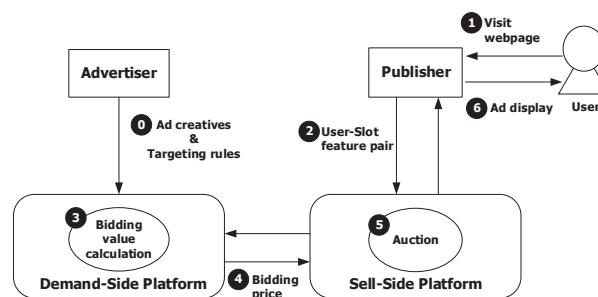 1 Visit
webpage
Advertiser
Publisher
6 Ad display
User
0 Ad creatives
&
Targeting rules
2 User-Slot
feature pair
3
Bidding
value
calculation
5
Auction
Demand-Side Platform
4 Bidding
price
Sell-Side Platform